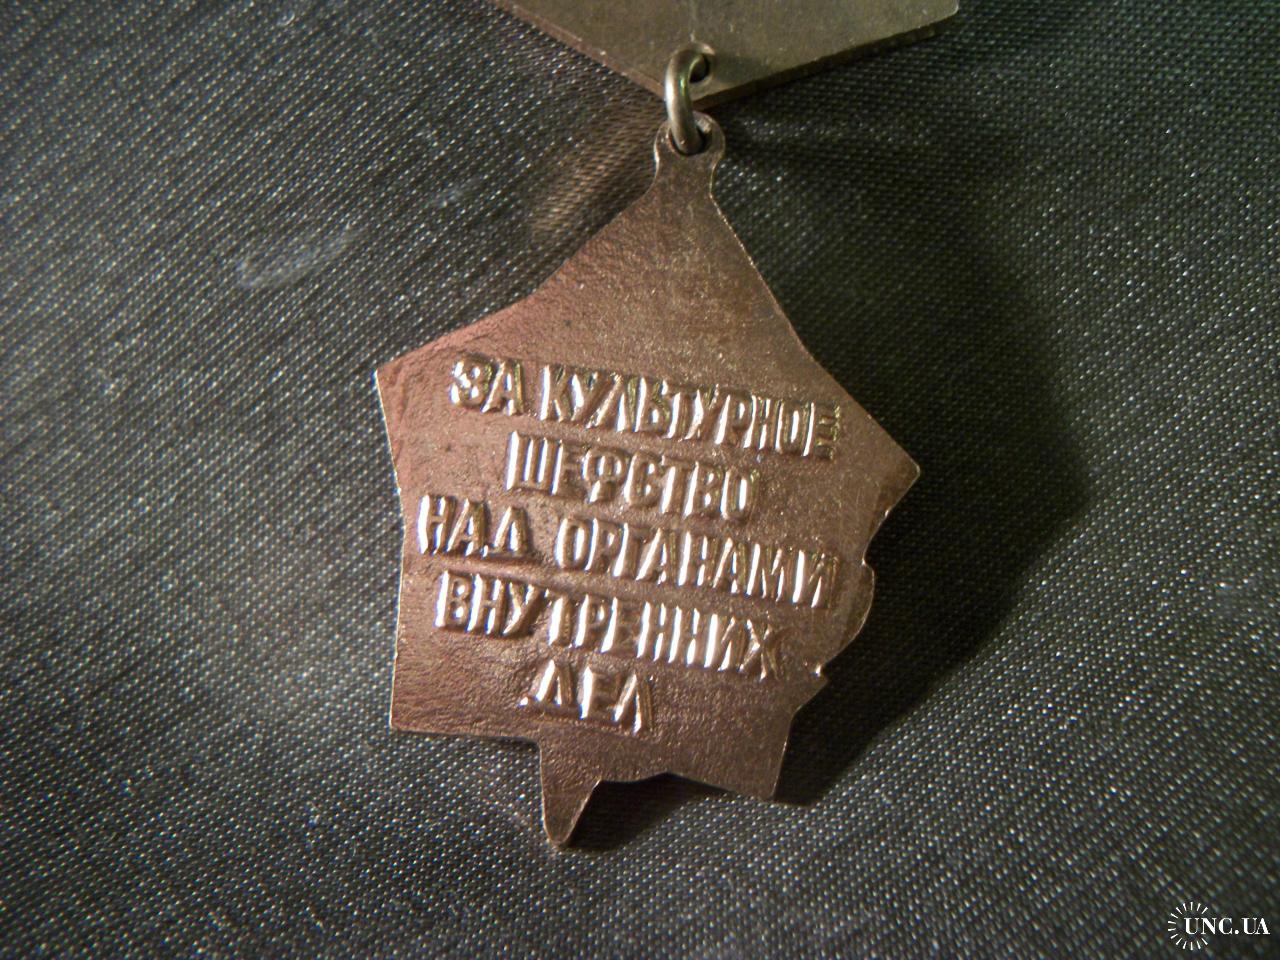 ЗА КУЛЬТУРНОЕ
ШЕФСТВО
НАД ОРГАНАМИ
ВНУТРЕННИХ
ДЕЛ
UNC.UA